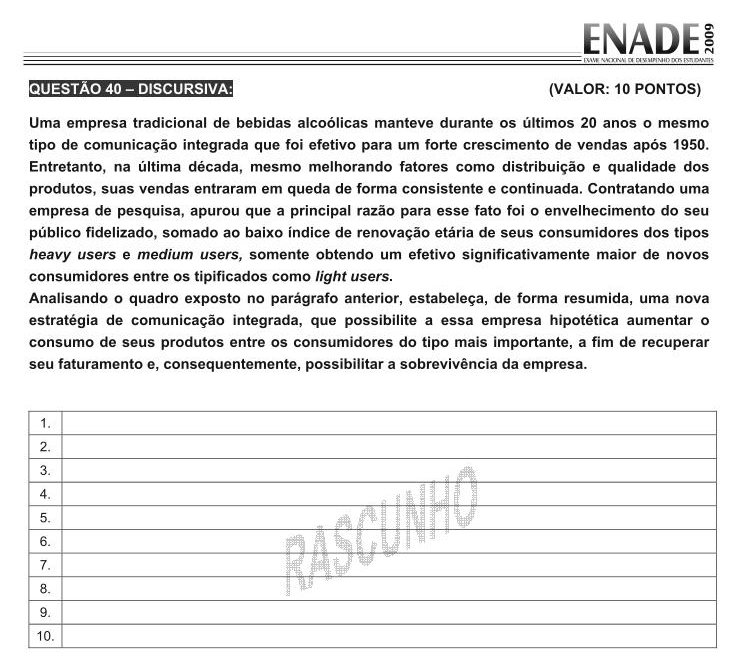 ENADE 2009
EXAME NACIONAL DE DESEMPENHO DOS ESTUDANTES
QUESTÃO 40 – DISCURSIVA:
(VALOR: 10 PONTOS)
Uma empresa tradicional de bebidas alcoólicas manteve durante os últimos 20 anos o mesmo
tipo de comunicação integrada que foi efetivo para um forte crescimento de vendas após 1950.
Entretanto, na última década, mesmo melhorando fatores como distribuição e qualidade dos
produtos, suas vendas entraram em queda de forma consistente e continuada. Contratando uma
empresa de pesquisa, apurou que a principal razão para esse fato foi o envelhecimento do seu
público fidelizado, somado ao baixo índice de renovação etária de seus consumidores dos tipos
heavy users e medium users, somente obtendo um efetivo significativamente maior de novos
consumidores entre os tipificados como light users.
Analisando o quadro exposto no parágrafo anterior, estabeleça, de forma resumida, uma nova
estratégia de comunicação integrada, que possibilite a essa empresa hipotética aumentar o
consumo de seus produtos entre os consumidores do tipo mais importante, a fim de recuperar
seu faturamento e, consequentemente, possibilitar a sobrevivência da empresa.
1.
2.
3.
4.
5.
6.
7.
8.
9.
10.
RASCUNHO